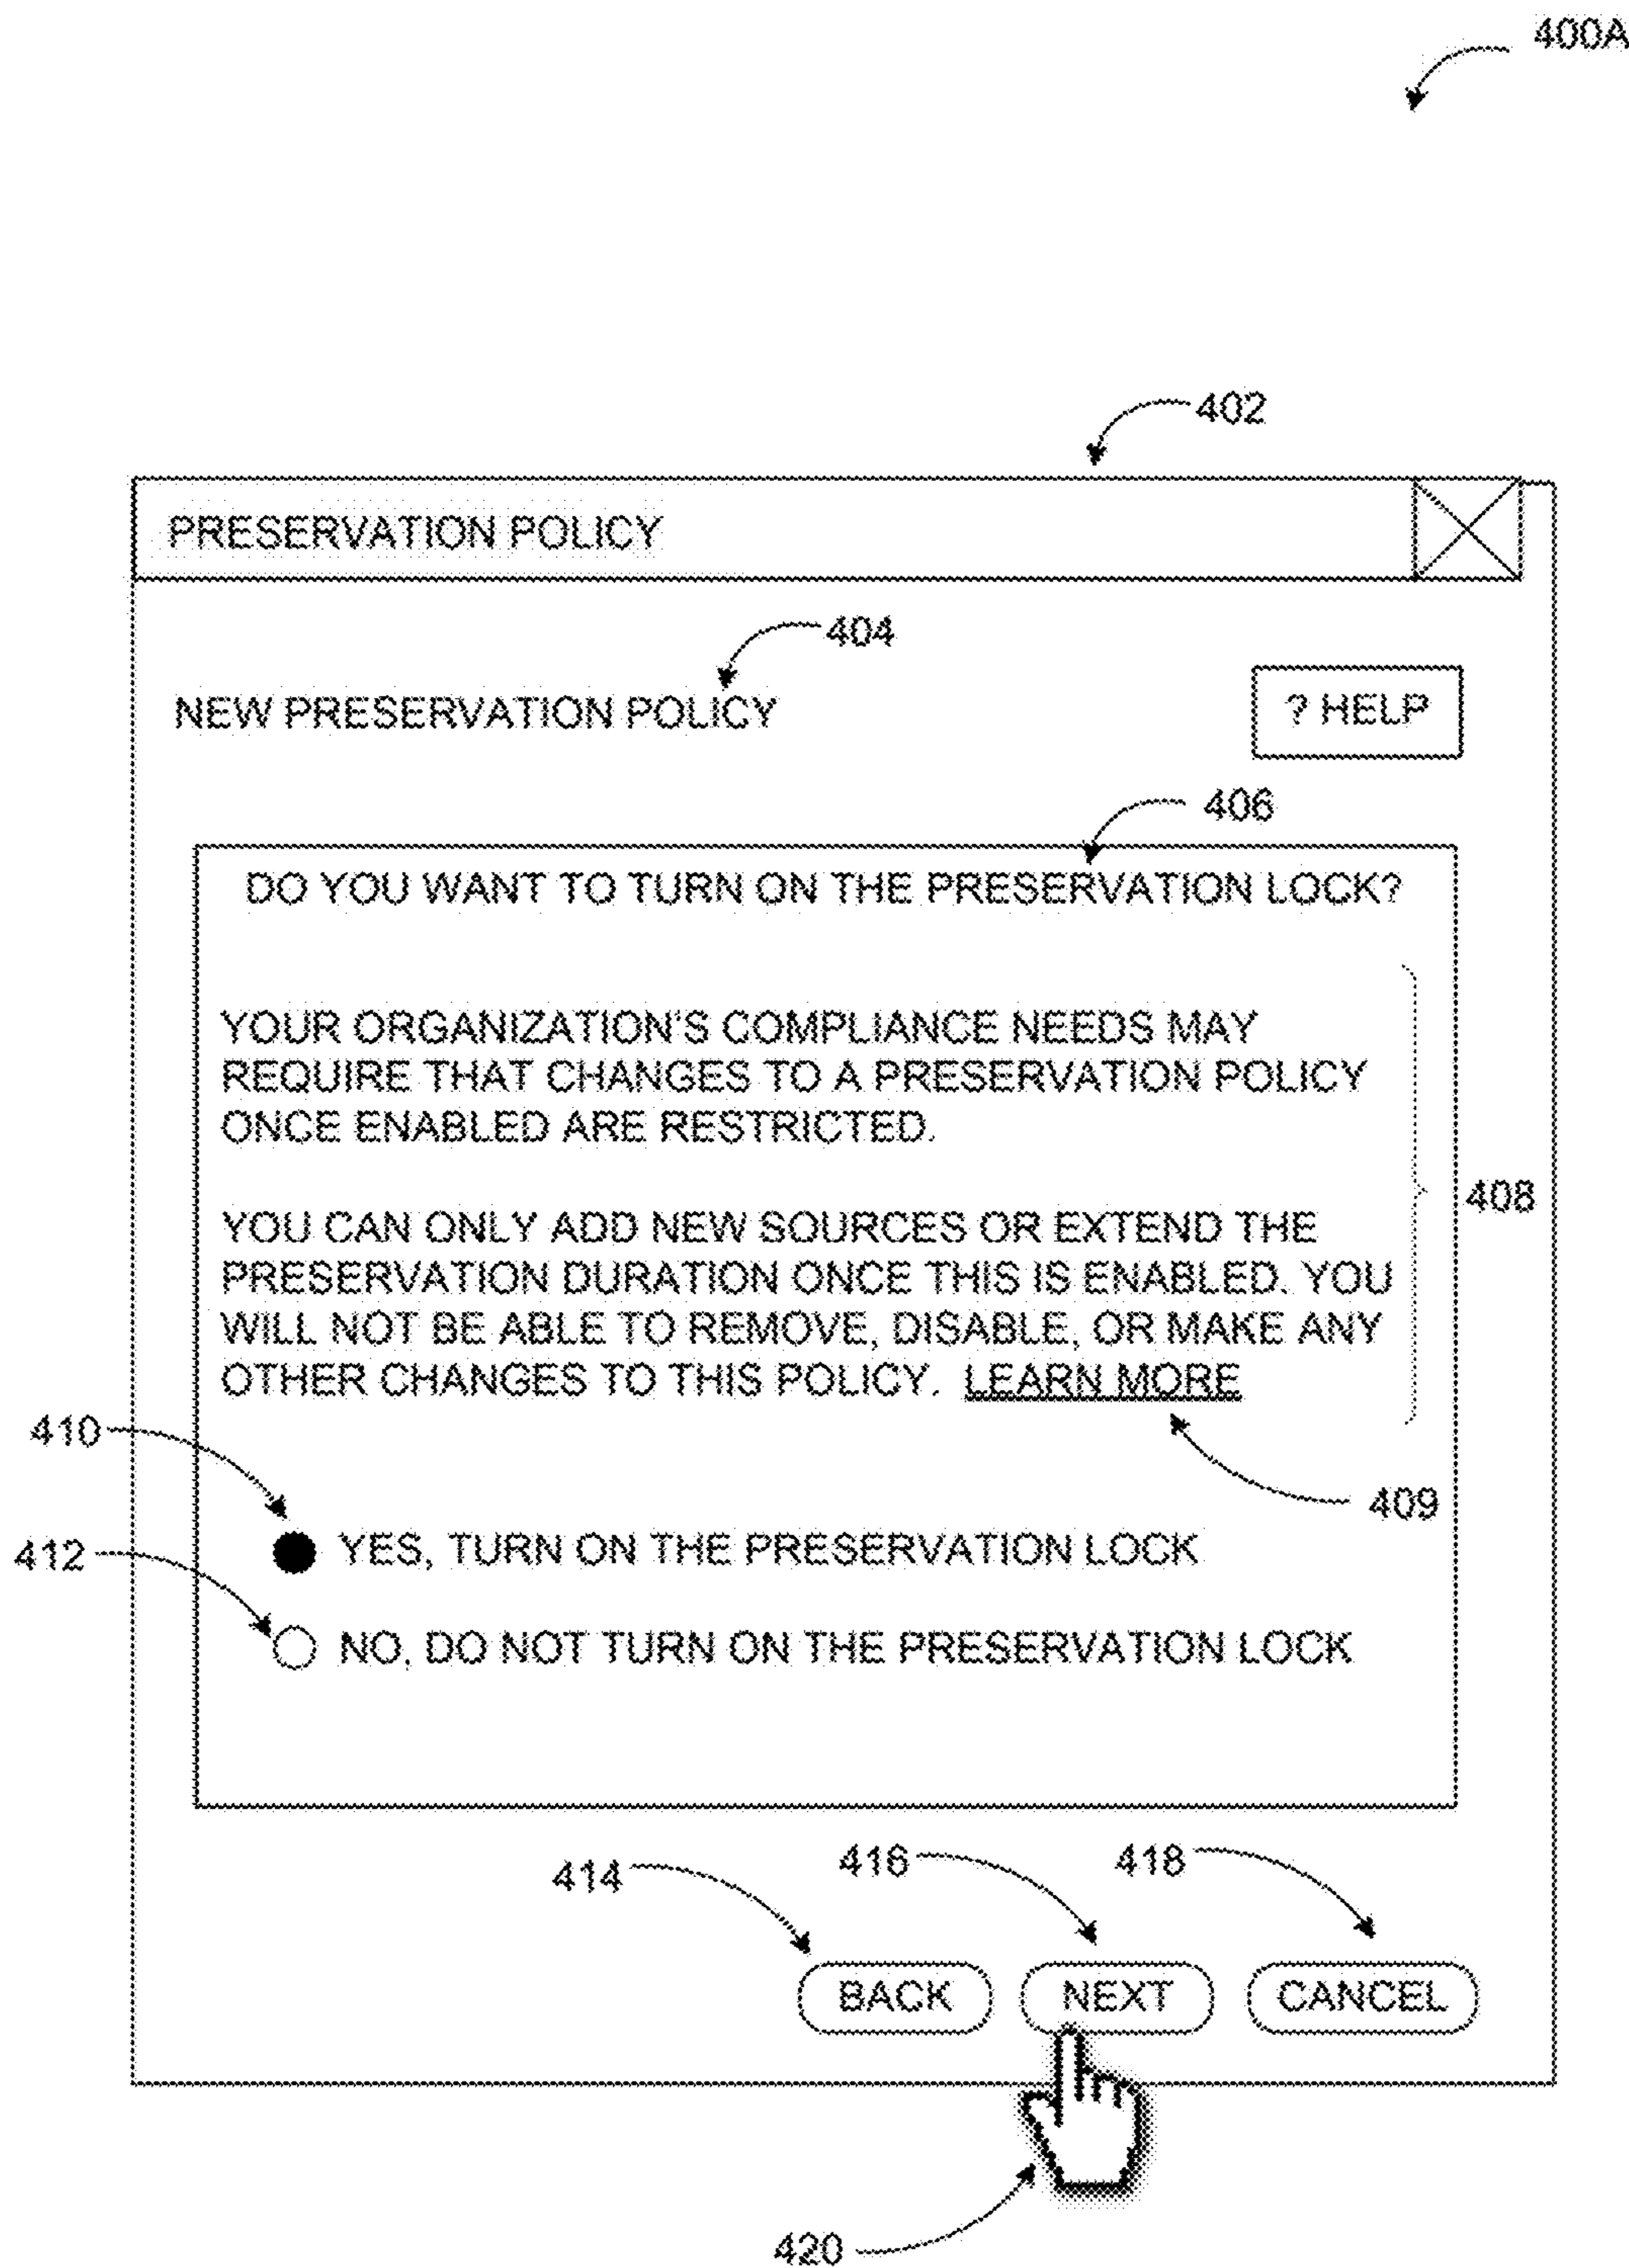 400A
402
PRESERVATION POLICY
404
NEW PRESERVATION POLICY
? HELP
406
DO YOU WANT TO TURN ON THE PRESERVATION LOCK?
YOUR ORGANIZATION'S COMPLIANCE NEEDS MAY
REQUIRE THAT CHANGES TO A PRESERVATION POLICY
ONCE ENABLED ARE RESTRICTED.
408
YOU CAN ONLY ADD NEW SOURCES OR EXTEND THE
PRESERVATION DURATION ONCE THIS IS ENABLED. YOU
WILL NOT BE ABLE TO REMOVE, DISABLE, OR MAKE ANY
OTHER CHANGES TO THIS POLICY. LEARN MORE
410
409
YES, TURN ON THE PRESERVATION LOCK
412
NO, DO NOT TURN ON THE PRESERVATION LOCK
414
416
418
BACK
NEXT
CANCEL
420